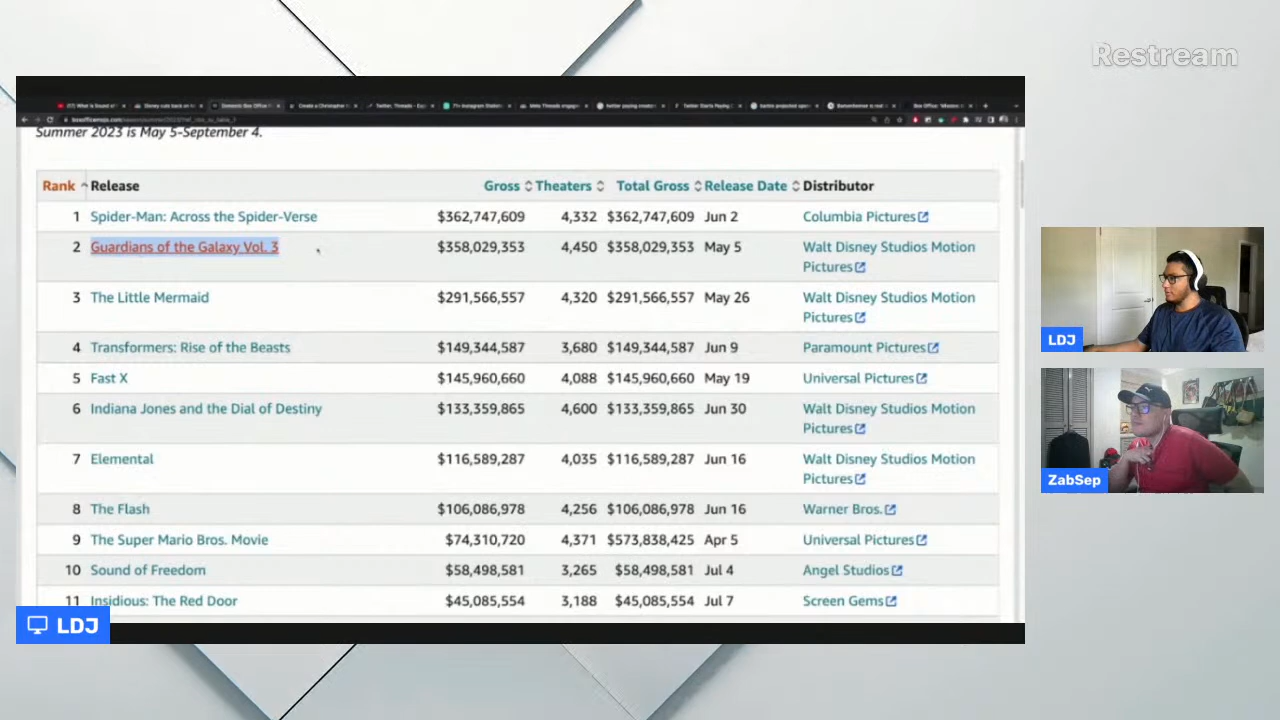 Restream
Summer 2023 is May 5-September 4.
Rank Release Gross Theaters Total Gross Release Date Distributor
1 Spider-Man: Across the Spider-Verse $362,747,609 4,332 $362,747,609 Jun 2 Columbia Pictures
2 Guardians of the Galaxy Vol. 3 $358,029,353 4,450 $358,029,353 May 5 Walt Disney Studios Motion
Pictures
3 The Little Mermaid $291,566,557 4,320 $291,566,557 May 26 Walt Disney Studios Motion
Pictures
4 Transformers: Rise of the Beasts $149,344,587 3,680 $149,344,587 Jun 9 Paramount Pictures
5 Fast X $145,960,660 4,088 $145,960,660 May 19 Universal Pictures
6 Indiana Jones and the Dial of Destiny $133,359,865 4,600 $133,359,865 Jun 30 Walt Disney Studios Motion
Pictures
7 Elemental $116,589,287 4,035 $116,589,287 Jun 16 Walt Disney Studios Motion
Pictures
8 The Flash $106,086,978 4,256 $106,086,978 Jun 16 Warner Bros.
9 The Super Mario Bros. Movie $74,310,720 4,371 $573,838,425 Apr 5 Universal Pictures
10 Sound of Freedom $58,498,581 3,265 $58,498,581 Jul 4 Angel Studios
11 Insidious: The Red Door $45,085,554 3,188 $45,085,554 Jul 7 Screen Gems
LDJ
LDJ
ZabSep